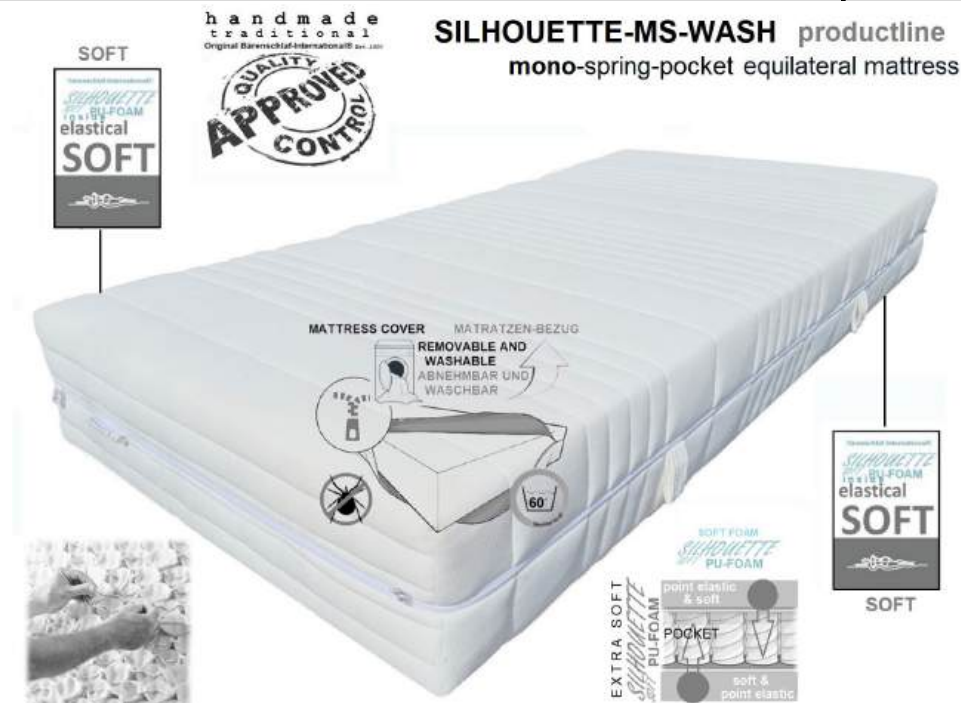 handmade
traditional
Original Bärenschlaf-International®
QUALITY
APPROVED
CONTROL
SILHOUETTE-MS-WASH productline
mono-spring-pocket equilateral mattress
SOFT
SILHOUETTE
soft PU-FOAM
inside
elastical
SOFT
MATTRESS COVER MATRATZEN-BEZUG
REMOVABLE AND
WASHABLE
ABNEHMBAR UND
WASCHBAR
60°
SILHOUETTE
soft PU-FOAM
inside
elastical
SOFT
SOFT
SOFT FOAM
SILHOUETTE
PU-FOAM
EXTRA SOFT
SILHOUETTE
soft PU-FOAM
point elastic
& soft
POCKET
soft &
point elastic